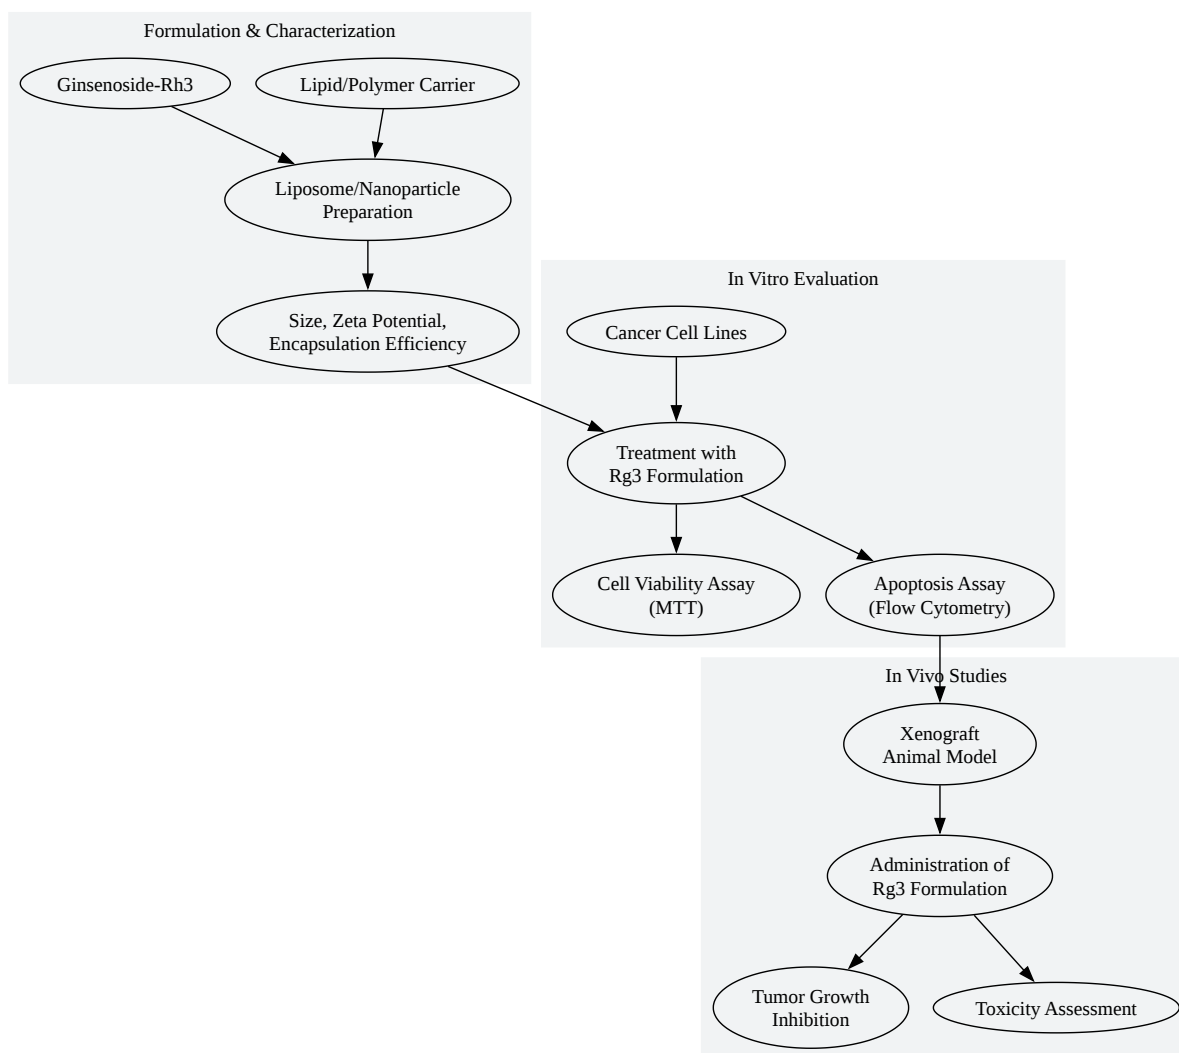 Formulation & Characterization
Ginsenoside-Rh3
Lipid/Polymer Carrier
Liposome/Nanoparticle
Preparation
Size, Zeta Potential,
Encapsulation Efficiency
In Vitro Evaluation
Cancer Cell Lines
Treatment with
Rg3 Formulation
Cell Viability Assay
(MTT)
Apoptosis Assay
(Flow Cytometry)
In Vivo Studies
Xenograft
Animal Model
Administration of
Rg3 Formulation
Tumor Growth
Inhibition
Toxicity Assessment